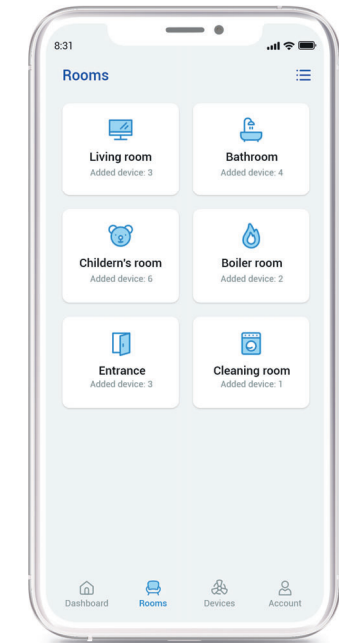 8:31
Rooms
Living room
Added device: 3
Bathroom
Added device: 4
Childern's room
Added device: 6
Boiler room
Added device: 2
Entrance
Added device: 3
Cleaning room
Added device: 1
Dashboard
Rooms
Devices
Account